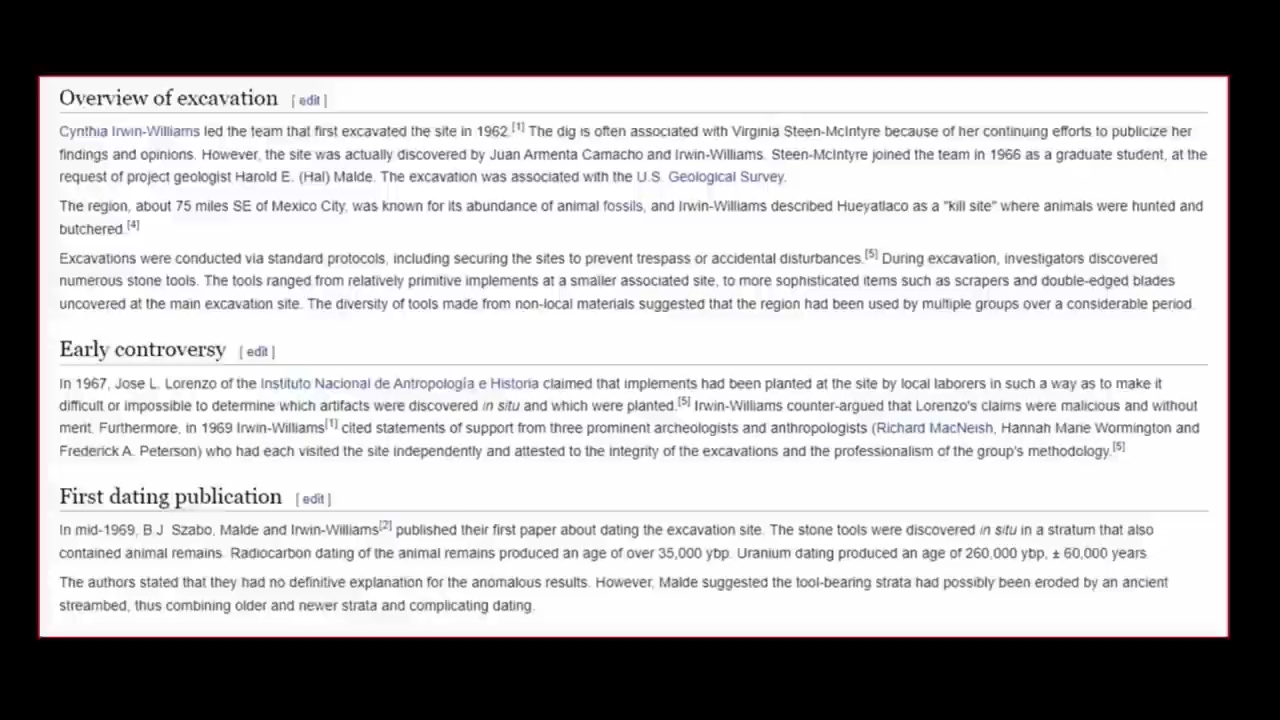 Overview of excavation [ edit ]
Cynthia Irwin-Williams led the team that first excavated the site in 1962.[1] The dig is often associated with Virginia Steen-McIntyre because of her continuing efforts to publicize her
findings and opinions. However, the site was actually discovered by Juan Armenta Camacho and Irwin-Williams. Steen-McIntyre joined the team in 1966 as a graduate student, at the
request of project geologist Harold E. (Hal) Malde. The excavation was associated with the U.S. Geological Survey.
The region, about 75 miles SE of Mexico City, was known for its abundance of animal fossils, and Irwin-Williams described Hueyatlaco as a "kill site" where animals were hunted and
butchered.[4]
Excavations were conducted via standard protocols, including securing the sites to prevent trespass or accidental disturbances.[5] During excavation, investigators discovered
numerous stone tools. The tools ranged from relatively primitive implements at a smaller associated site, to more sophisticated items such as scrapers and double-edged blades
uncovered at the main excavation site. The diversity of tools made from non-local materials suggested that the region had been used by multiple groups over a considerable period.
Early controversy [ edit ]
In 1967, Jose L. Lorenzo of the Instituto Nacional de Antropología e Historia claimed that implements had been planted at the site by local laborers in such a way as to make it
difficult or impossible to determine which artifacts were discovered in situ and which were planted.[5] Irwin-Williams counter-argued that Lorenzo's claims were malicious and without
merit. Furthermore, in 1969 Irwin-Williams[1] cited statements of support from three prominent archeologists and anthropologists (Richard MacNeish, Hannah Marie Wormington and
Frederick A. Peterson) who had each visited the site independently and attested to the integrity of the excavations and the professionalism of the group's methodology.[5]
First dating publication [ edit ]
In mid-1969, B.J. Szabo, Malde and Irwin-Williams[2] published their first paper about dating the excavation site. The stone tools were discovered in situ in a stratum that also
contained animal remains. Radiocarbon dating of the animal remains produced an age of over 35,000 ybp. Uranium dating produced an age of 260,000 ybp, ± 60,000 years.
The authors stated that they had no definitive explanation for the anomalous results. However, Malde suggested the tool-bearing strata had possibly been eroded by an ancient
streambed, thus combining older and newer strata and complicating dating.